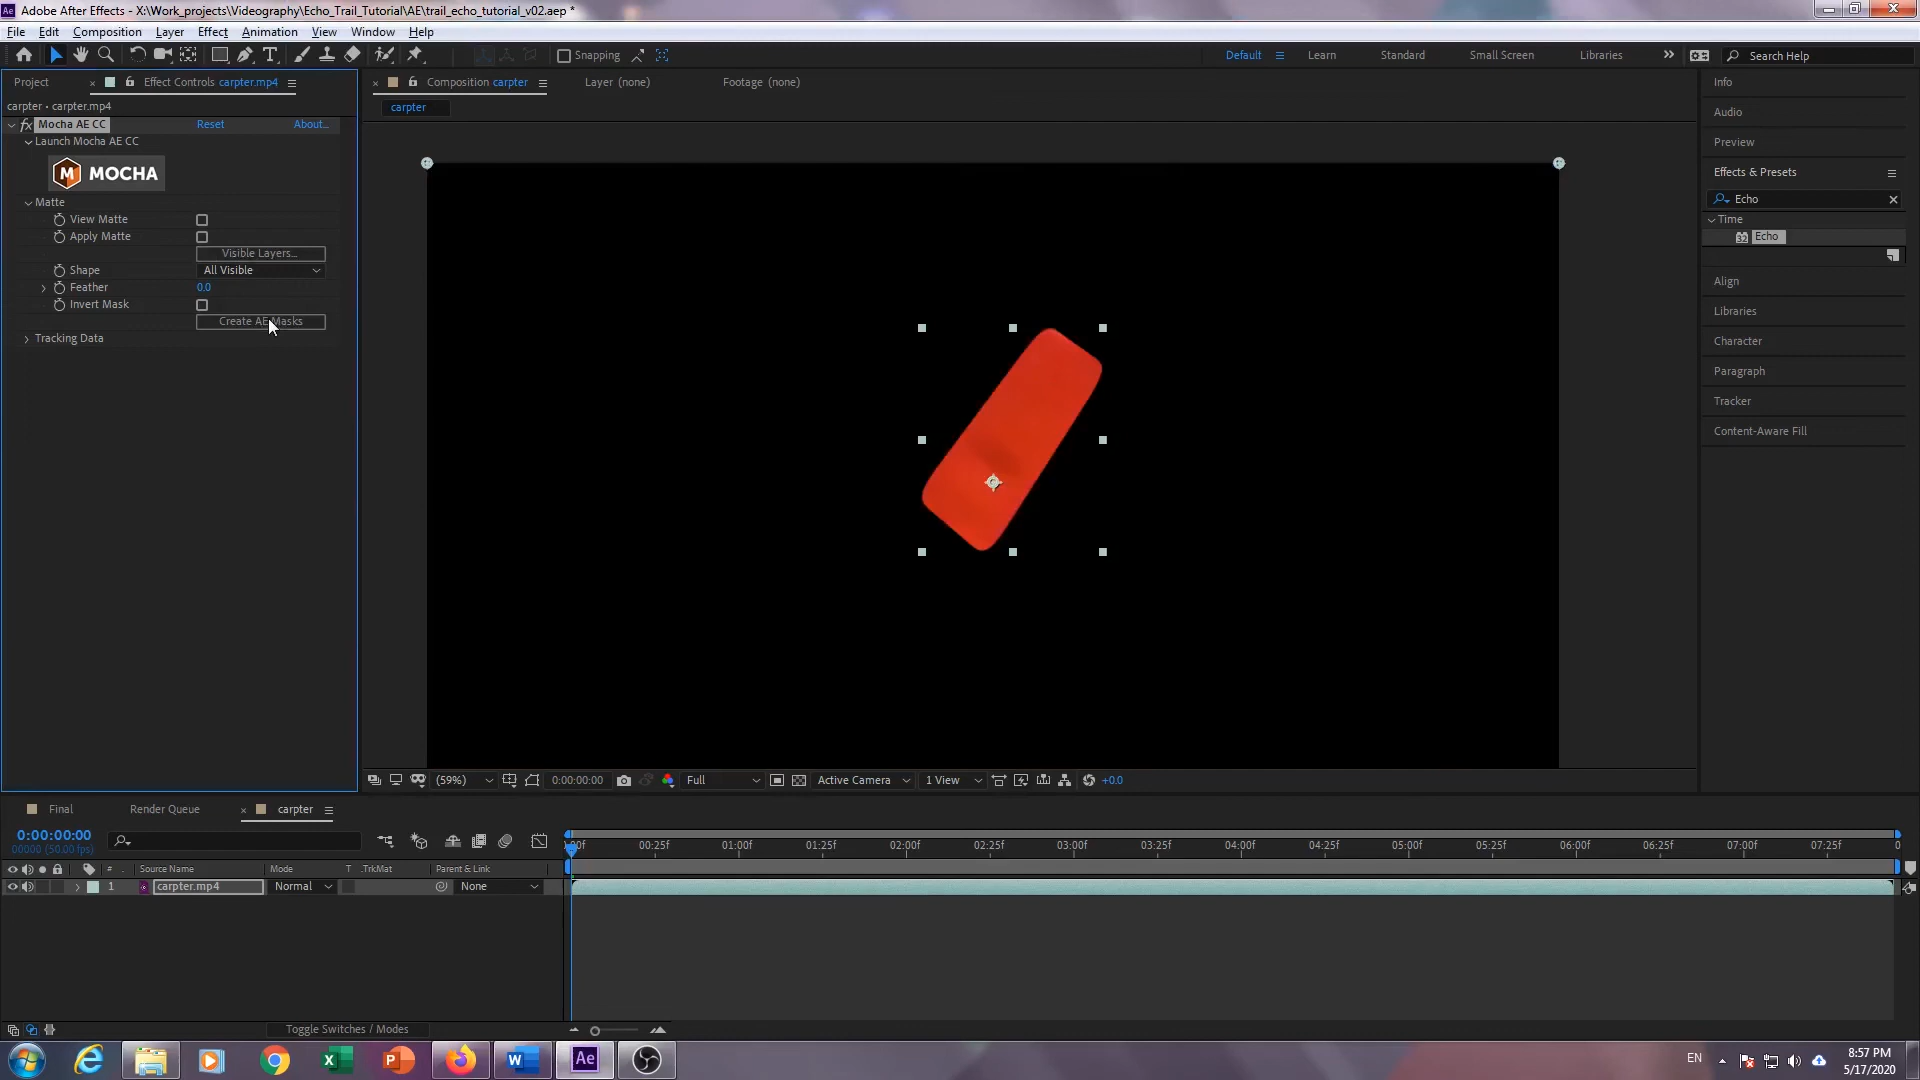 Adobe After Effects - X:\Work_projects\Videography\Echo_Trail_Tutorial\AE\trail_echo_tutorial_v02.aep *
File Edit Composition Layer Effect Animation View Window Help
Snapping
Default Learn Standard Small Screen Libraries
Search Help
Project Effect Controls carpter.mp4
Composition carpter Layer (none) Footage (none)
carpter • carpter.mp4
carpter
fx Mocha AE CC Reset About...
Launch Mocha AE CC
M MOCHA
Matte
View Matte
Apply Matte
Visible Layers...
Shape All Visible
Feather 0.0
Invert Mask
Create AE Masks
Tracking Data
Info
Audio
Preview
Effects & Presets
Echo
Time
32 Echo
Align
Libraries
Character
Paragraph
Tracker
Content-Aware Fill
(59%) 0:00:00:00 Full Active Camera 1 View +0.0
Final Render Queue carpter
0:00:00:00
00000 (50.00 fps)
00:25f 01:00f 01:25f 02:00f 02:25f 03:00f 03:25f 04:00f 04:25f 05:00f 05:25f 06:00f 06:25f 07:00f 07:25f
# Source Name Mode T .TrkMat Parent & Link
1 carpter.mp4 Normal None
Toggle Switches / Modes
Ae
EN
8:57 PM
5/17/2020